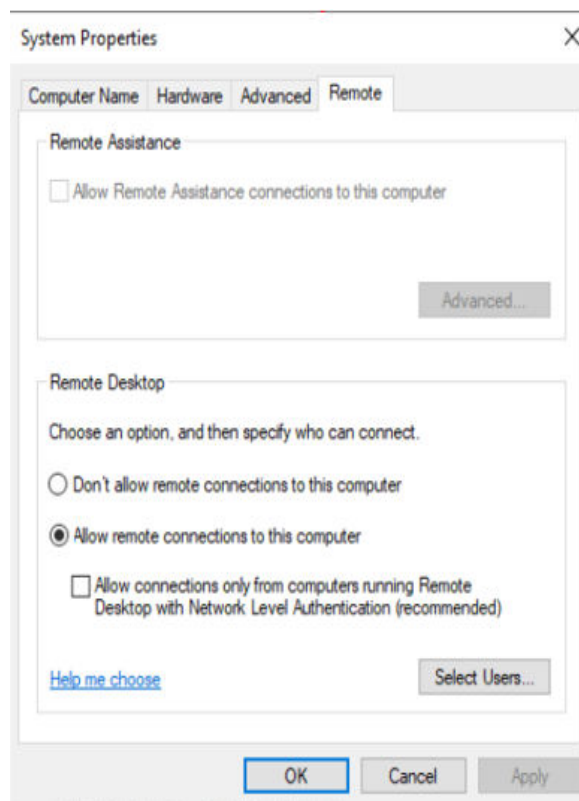 System Properties
Computer Name Hardware Advanced Remote
Remote Assistance
Allow Remote Assistance connections to this computer
Advanced...
Remote Desktop
Choose an option, and then specify who can connect.
Don't allow remote connections to this computer
Allow remote connections to this computer
Allow connections only from computers running Remote
Desktop with Network Level Authentication (recommended)
Help me choose Select Users...
OK Cancel Apply